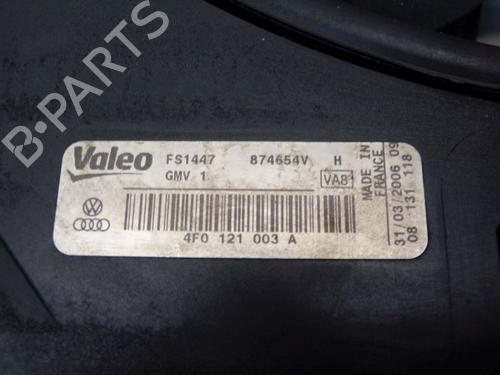 B-PARTS
Valeo FS1447 874654V H
GMV 1 VA8
4F0 121 003 A
MADE IN
FRANCE
31/03/2006 09
08 131 118